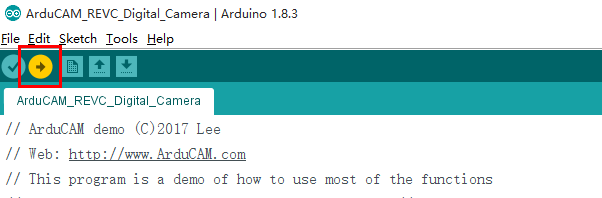 ArduCAM_REVC_Digital_Camera | Arduino 1.8.3
File Edit Sketch Tools Help
ArduCAM_REVC_Digital_Camera
// ArduCAM demo (C)2017 Lee
// Web: http://www.ArduCAM.com
// This program is a demo of how to use most of the functions